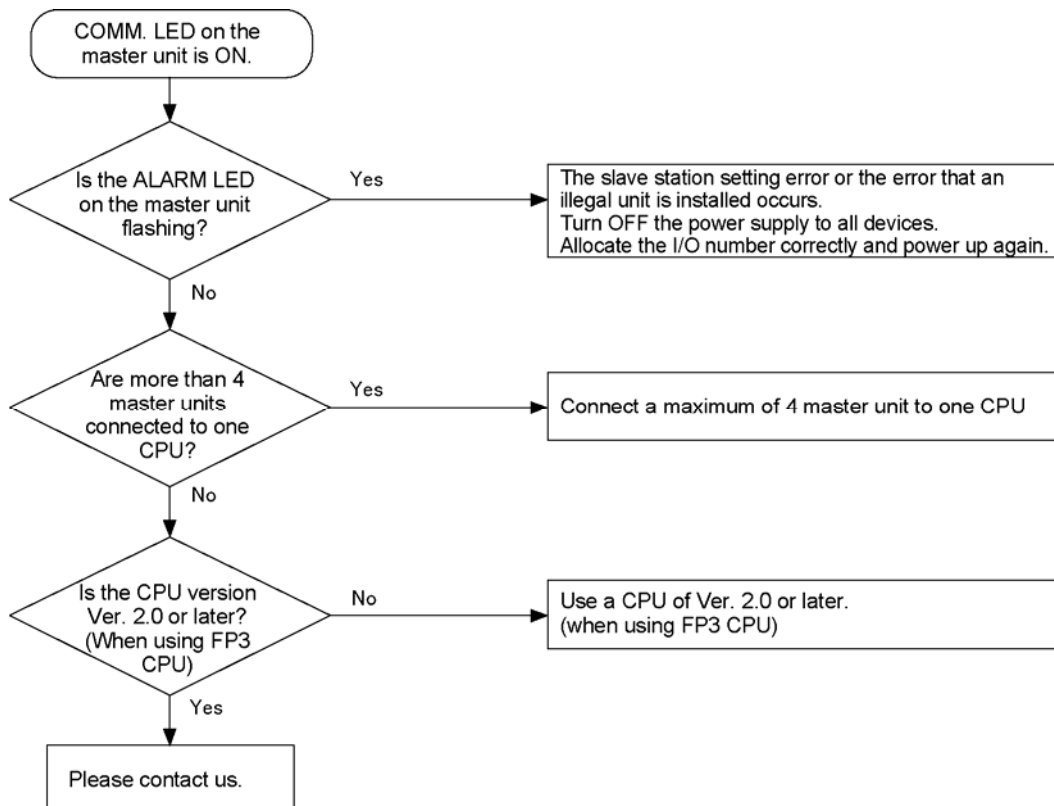 COMM. LED on the
master unit is ON.
Is the ALARM LED
on the master unit
flashing?
Yes
The slave station setting error or the error that an
illegal unit is installed occurs.
Turn OFF the power supply to all devices.
Allocate the I/O number correctly and power up again.
No
Are more than 4
master units
connected to one
CPU?
Yes
Connect a maximum of 4 master unit to one CPU
No
Is the CPU version
Ver. 2.0 or later?
(When using FP3
CPU)
No
Use a CPU of Ver. 2.0 or later.
(when using FP3 CPU)
Yes
Please contact us.